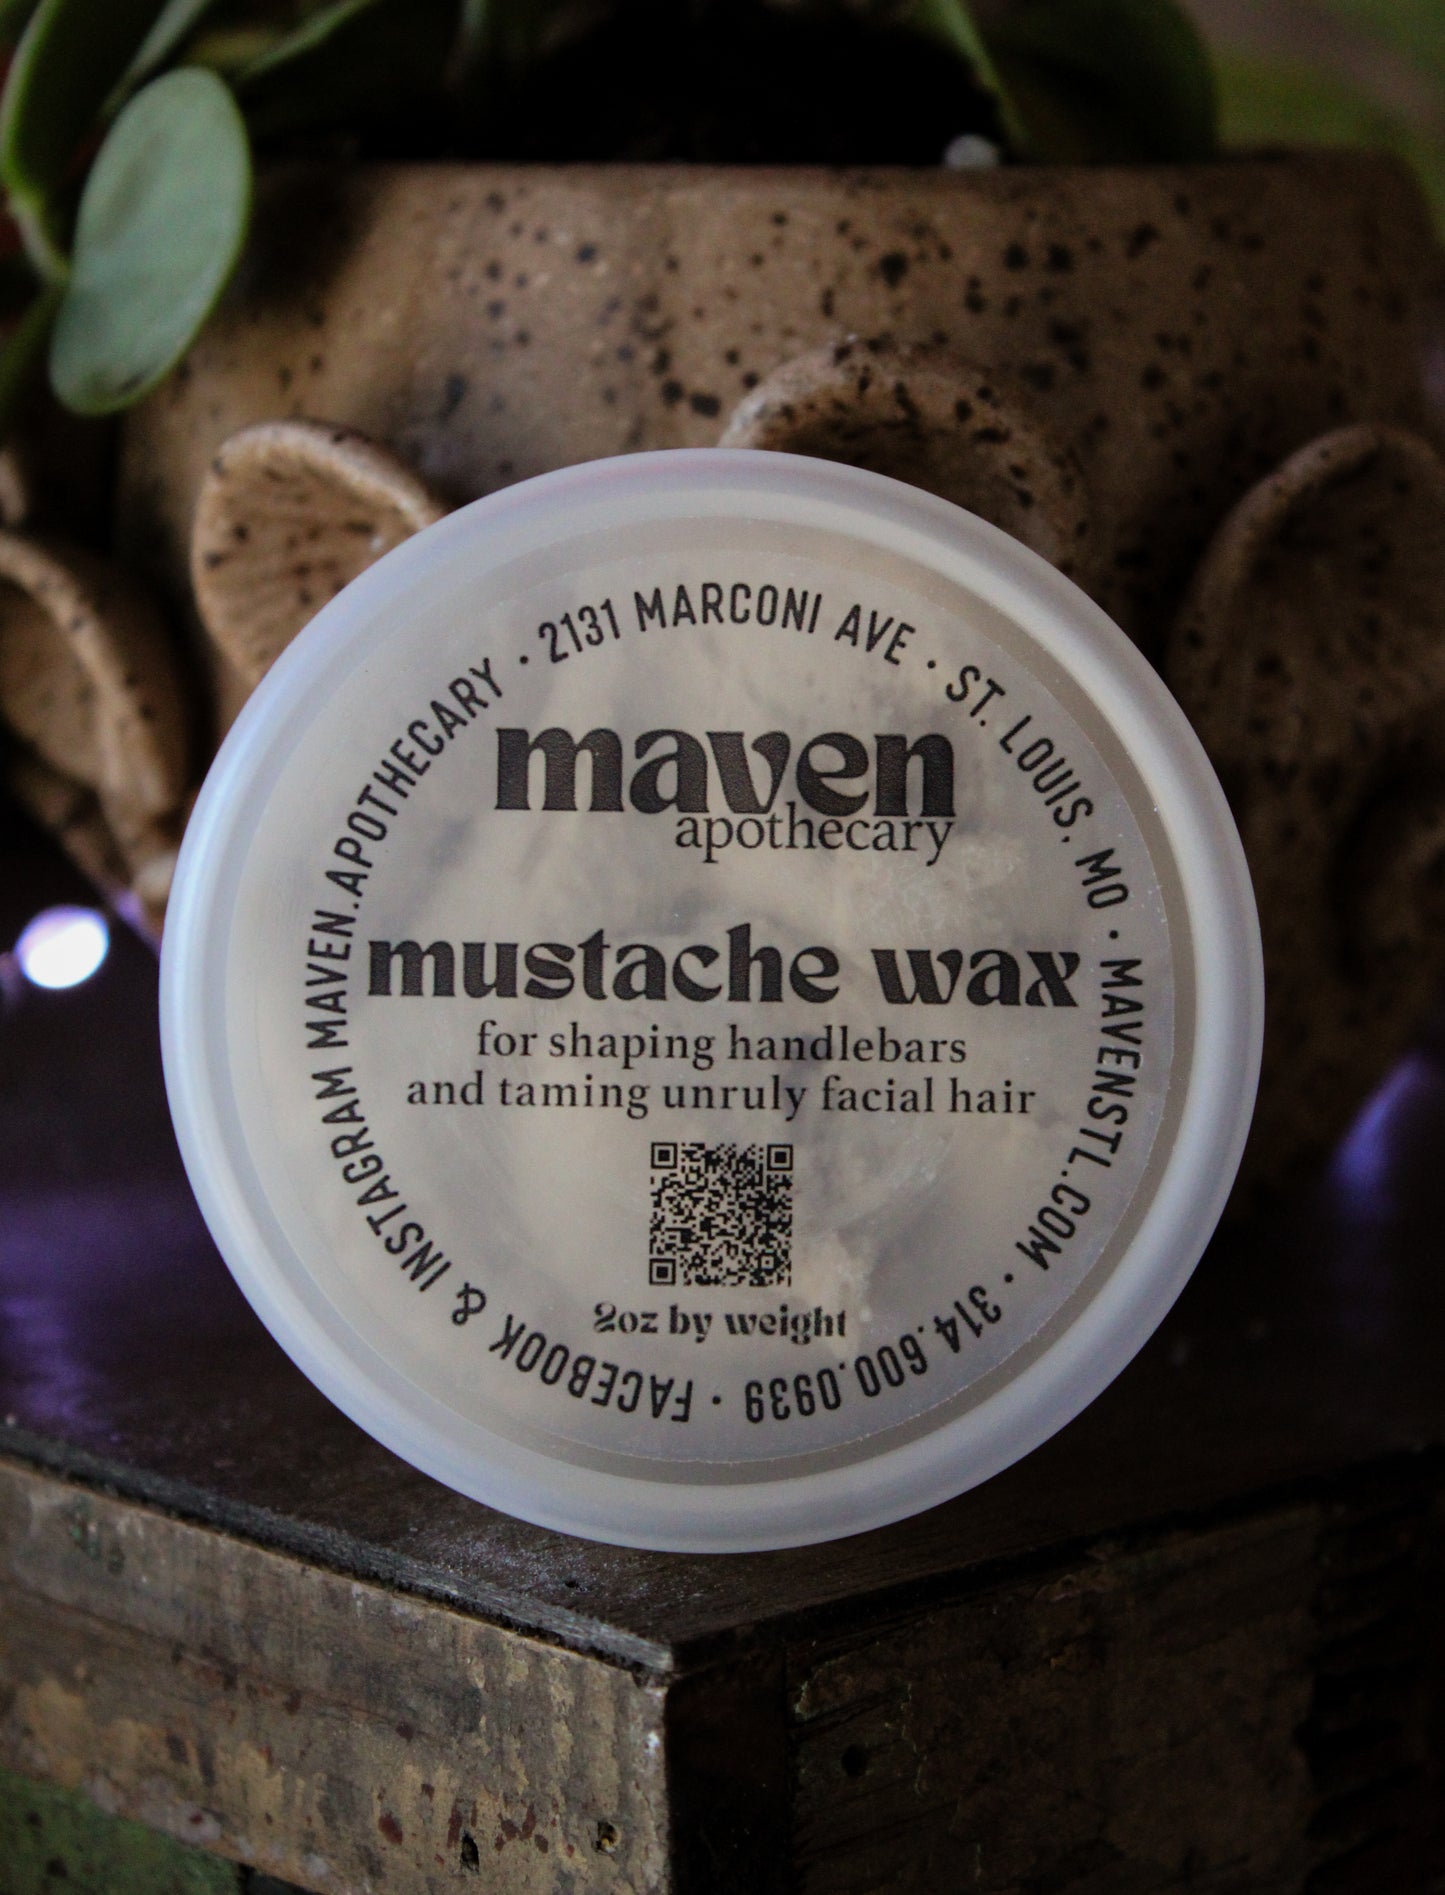 2131 MARCONI AVE • ST. LOUIS. MO • MAVENSTL.COM • 314.600.0939 • FACEBOOK & INSTAGRAM MAVEN.APOTHECARY •
maven
apothecary
mustache wax
for shaping handlebars
and taming unruly facial hair
2oz by weight